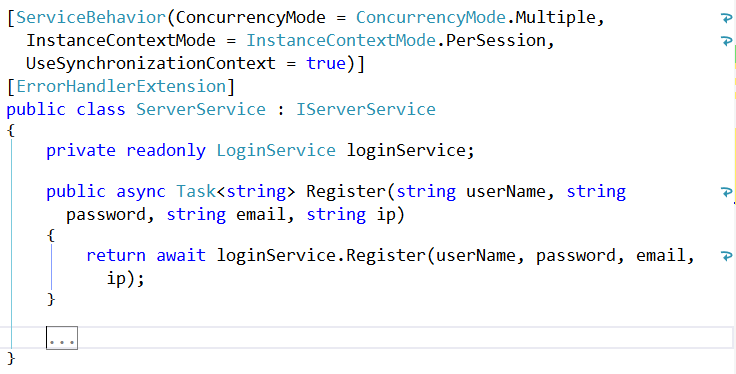 [ServiceBehavior(ConcurrencyMode = ConcurrencyMode.Multiple,
InstanceContextMode = InstanceContextMode.PerSession,
UseSynchronizationContext = true)]
[ErrorHandlerExtension]
public class ServerService : IServerService
{
private readonly LoginService loginService;
public async Task<string> Register(string userName, string
password, string email, string ip)
{
return await loginService.Register(userName, password, email,
ip);
}
...
}